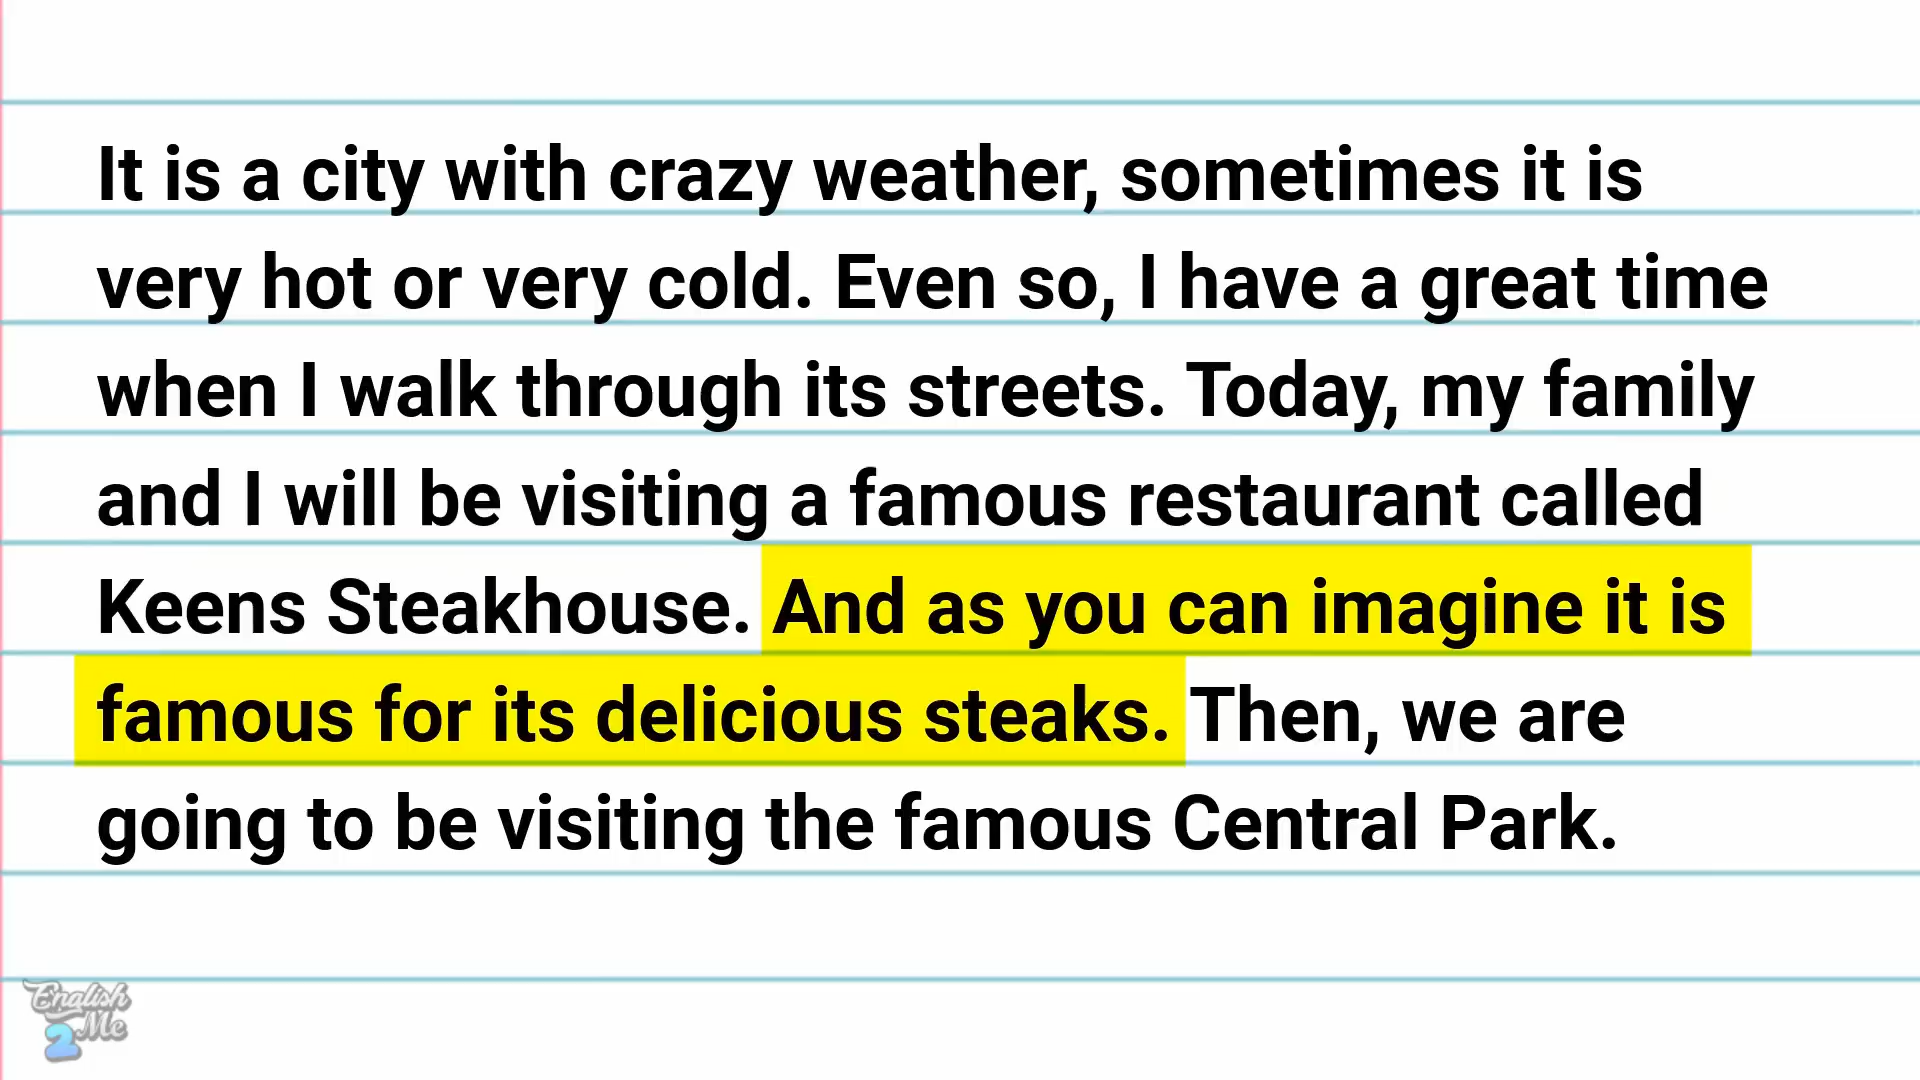 It is a city with crazy weather, sometimes it is
very hot or very cold. Even so, I have a great time
when I walk through its streets. Today, my family
and I will be visiting a famous restaurant called
Keens Steakhouse. And as you can imagine it is
famous for its delicious steaks. Then, we are
going to be visiting the famous Central Park.
English
2 Me